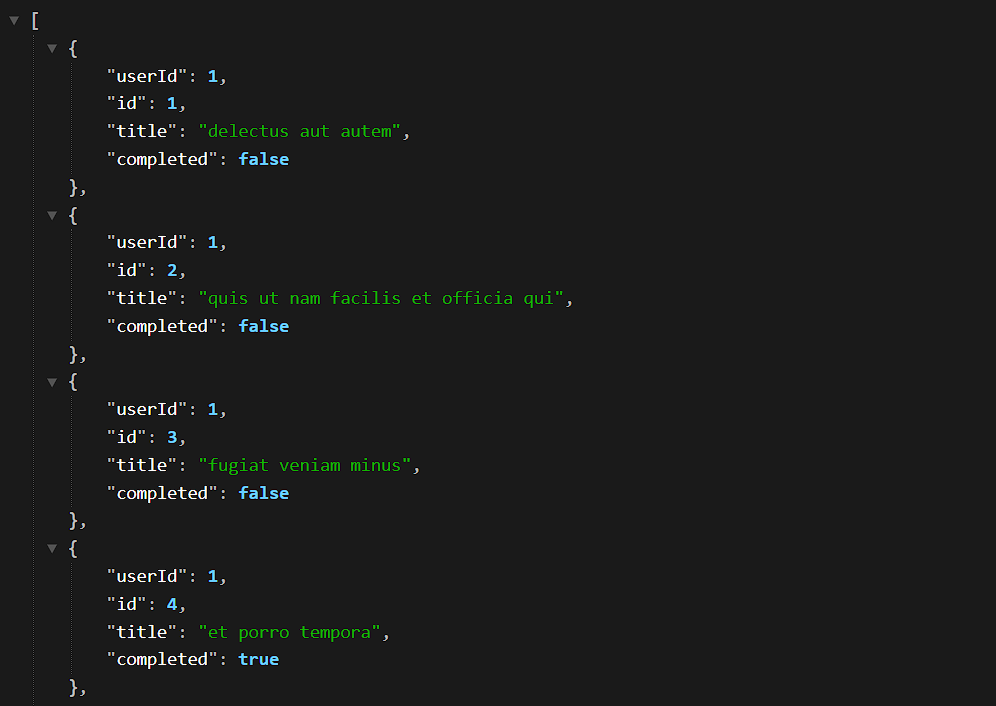 [
{
"userId": 1,
"id": 1,
"title": "delectus aut autem",
"completed": false
},
{
"userId": 1,
"id": 2,
"title": "quis ut nam facilis et officia qui",
"completed": false
},
{
"userId": 1,
"id": 3,
"title": "fugiat veniam minus",
"completed": false
},
{
"userId": 1,
"id": 4,
"title": "et porro tempora",
"completed": true
},